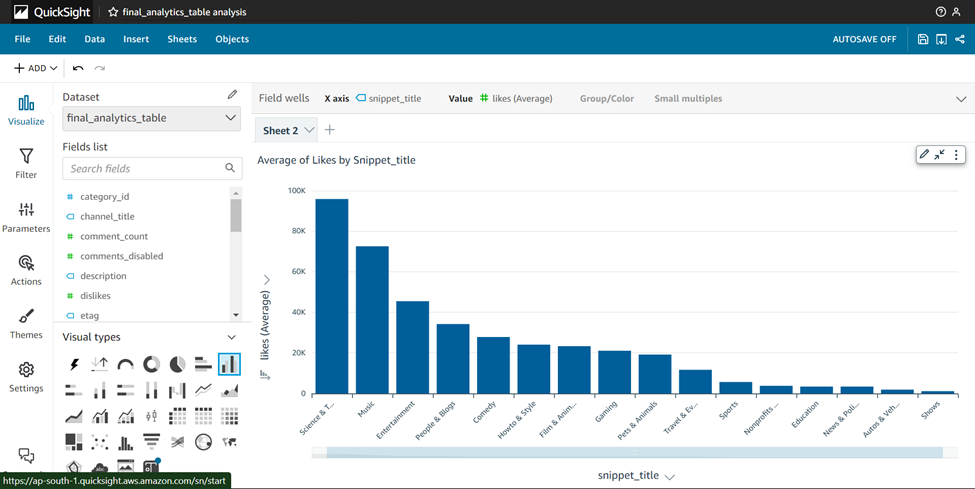 QuickSight
final_analytics_table analysis
File Edit Data Insert Sheets Objects
AUTOSAVE OFF
ADD
Visualize
Filter
Parameters
Actions
Themes
Settings
Dataset
final_analytics_table
Fields list
Search fields
category_id
channel_title
comment_count
comments_disabled
description
dislikes
etag
Visual types
abc
Field wells X axis snippet_title Value likes (Average) Group/Color Small multiples
Sheet 2
Average of Likes by Snippet_title
likes (Average)
100K
80K
60K
40K
20K
0
Science & T...
Music
Entertainment
People & Blogs
Comedy
Howto & Style
Film & Anim...
Gaming
Pets & Animals
Travel & Ev...
Sports
Nonprofits ...
Education
News & Poli...
Autos & Veh...
Shows
snippet_title
https://ap-south-1.quicksight.aws.amazon.com/sn/start